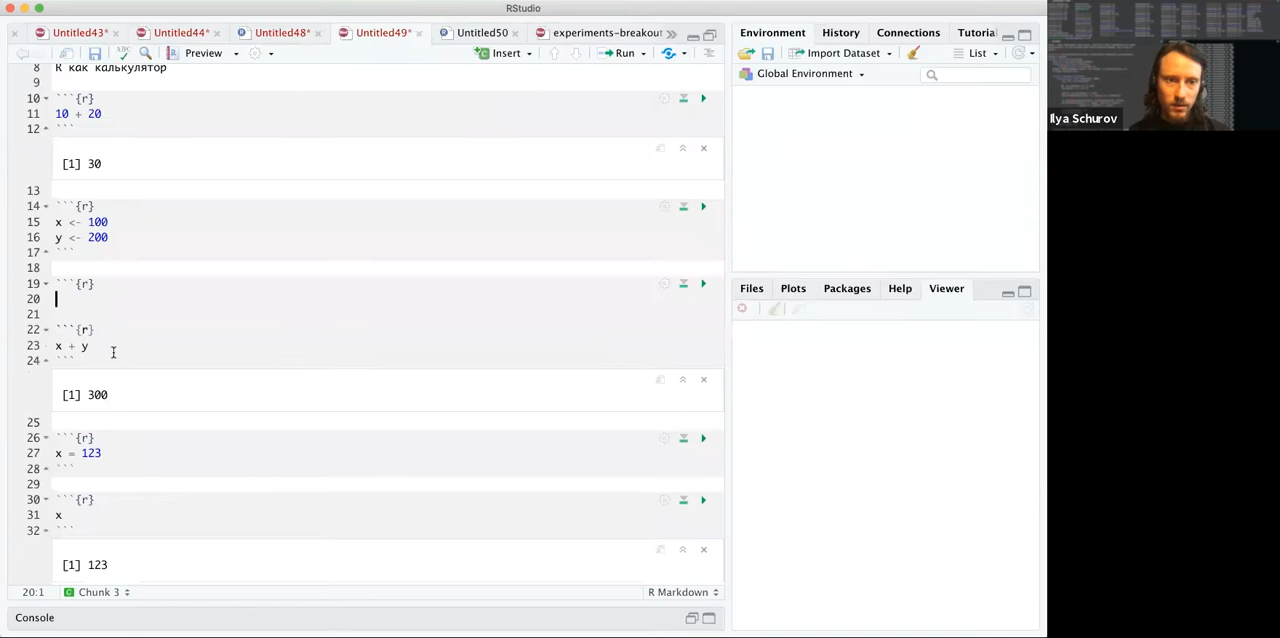 RStudio
Untitled43*
Untitled44*
Untitled48*
Untitled49*
Untitled50
experiments-breakout
Environment
History
Connections
Tutorial
ABC
Preview
Insert
Run
Import Dataset
List
8 R как калькулятор
Global Environment
9
10 ```{r}
11 10 + 20
12 ```
[1] 30
13
14 ```{r}
15 x <- 100
16 y <- 200
17 ```
18
19 ```{r}
20
21
22 ```{r}
23 x + y
24 ```
[1] 300
25
26 ```{r}
27 x = 123
28 ```
29
30 ```{r}
31 x
32 ```
[1] 123
20:1
Chunk 3
R Markdown
Console
Files
Plots
Packages
Help
Viewer
Ilya Schurov